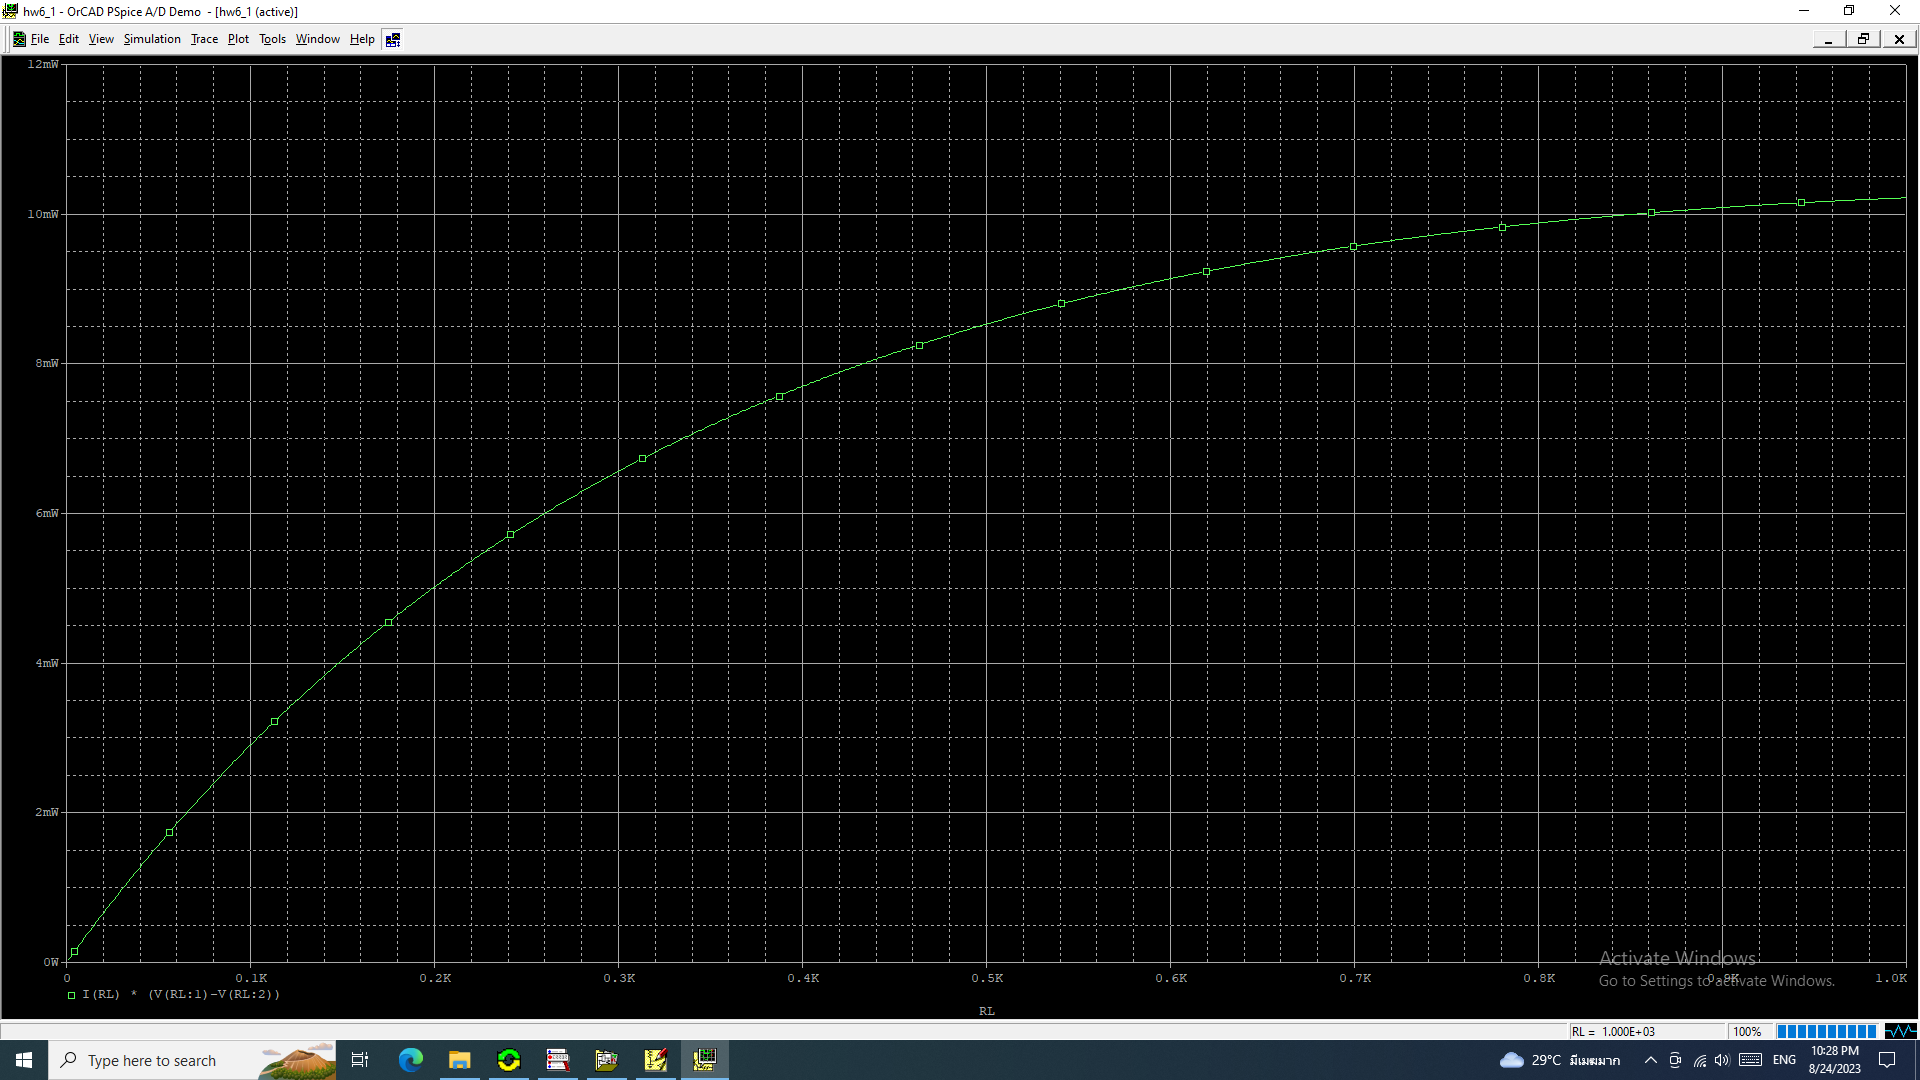 hw6_1 - OrCAD PSpice A/D Demo - [hw6_1 (active)]
File Edit View Simulation Trace Plot Tools Window Help
12mW
10mW
8mW
6mW
4mW
2mW
0W
0 0.1K 0.2K 0.3K 0.4K 0.5K 0.6K 0.7K 0.8K 0.9K 1.0K
I(RL) * (V(RL:1)-V(RL:2))
RL
Activate Windows
Go to Settings to activate Windows.
RL = 1.000E+03 100%
Type here to search
29°C มีเมฆมาก ENG
10:28 PM
8/24/2023